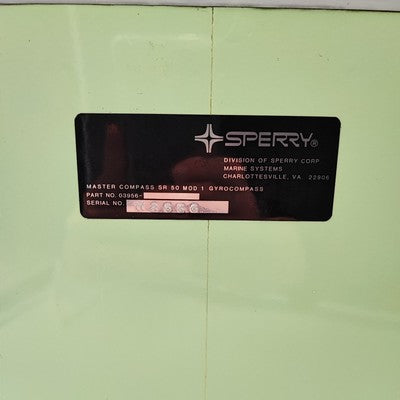 SPERRY®
DIVISION OF SPERRY CORP
MARINE SYSTEMS
CHARLOTTESVILLE, VA. 22906
MASTER COMPASS SR 50 MOD 1 GYROCOMPASS
PART NO. 03956-
SERIAL NO.